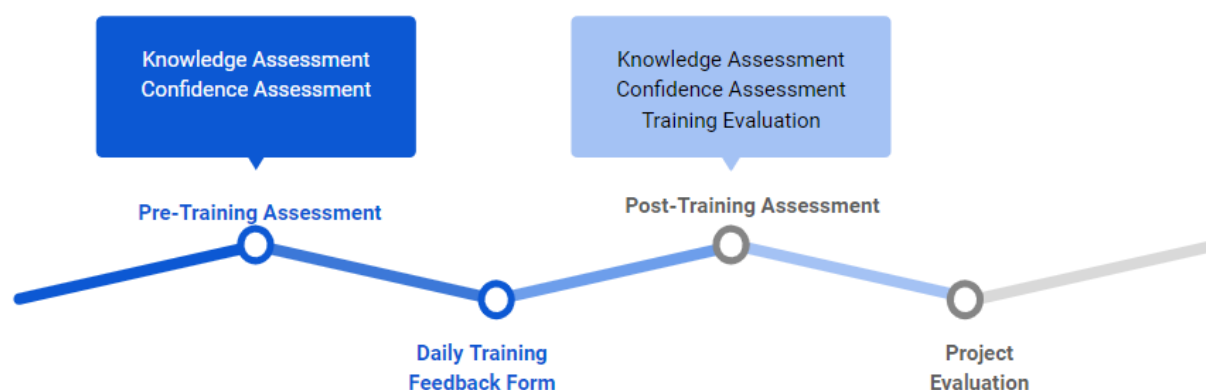 Knowledge Assessment
Confidence Assessment
Knowledge Assessment
Confidence Assessment
Training Evaluation
Pre-Training Assessment
Post-Training Assessment
Daily Training
Feedback Form
Project
Evaluation